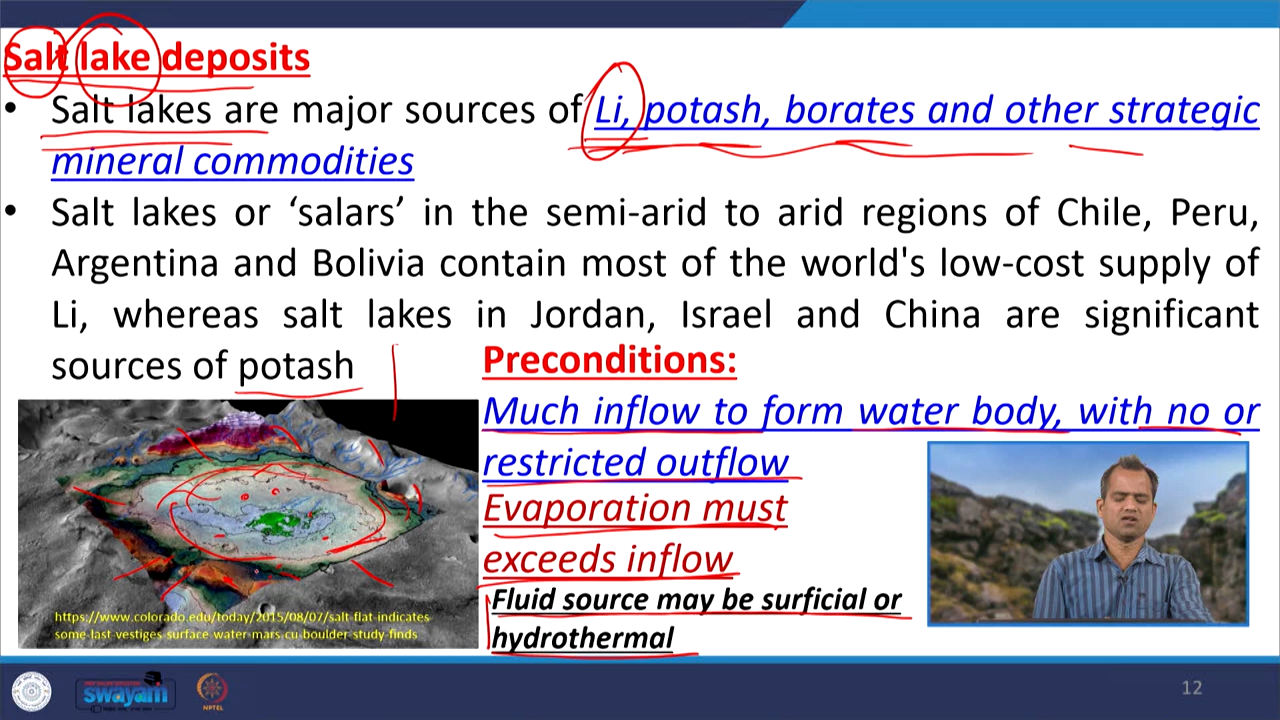 Salt lake deposits
• Salt lakes are major sources of Li, potash, borates and other strategic
mineral commodities
• Salt lakes or ‘salars’ in the semi-arid to arid regions of Chile, Peru,
Argentina and Bolivia contain most of the world's low-cost supply of
Li, whereas salt lakes in Jordan, Israel and China are significant
sources of potash
Preconditions:
Much inflow to form water body, with no or
restricted outflow
Evaporation must
exceeds inflow
Fluid source may be surficial or
hydrothermal
https://www.colorado.edu/today/2015/08/07/salt-flat-indicates
some-last-vestiges-surface-water-mars-cu-boulder-study-finds
swayam
NPTEL
12